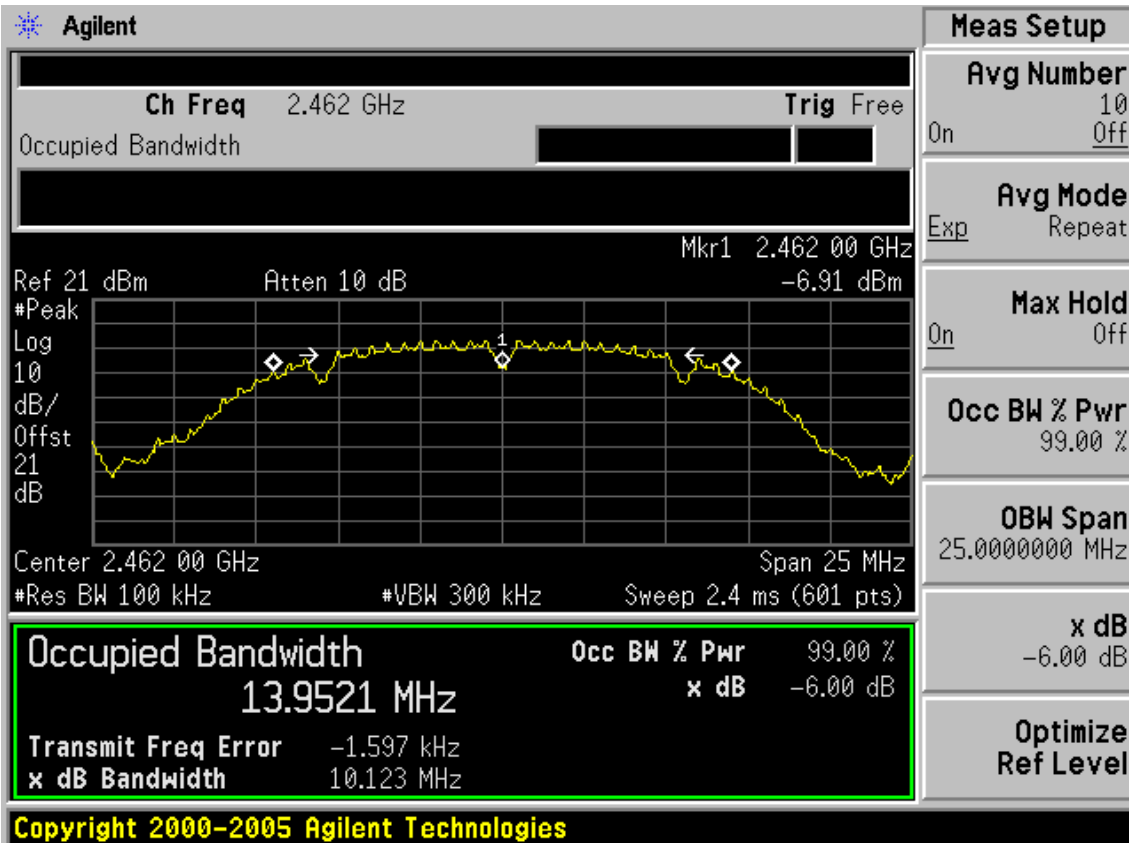 Agilent
Meas Setup
Ch Freq 2.462 GHz Trig Free
Occupied Bandwidth
Mkr1 2.462 00 GHz
Ref 21 dBm Atten 10 dB -6.91 dBm
#Peak
Log
10
dB/
Offst
21
dB
1
Center 2.462 00 GHz Span 25 MHz
#Res BW 100 kHz #VBW 300 kHz Sweep 2.4 ms (601 pts)
Occupied Bandwidth
13.9521 MHz
Occ BW % Pwr 99.00 %
x dB -6.00 dB
Transmit Freq Error -1.597 kHz
x dB Bandwidth 10.123 MHz
Avg Number
10
On Off
Avg Mode
Exp Repeat
Max Hold
On Off
Occ BW % Pwr
99.00 %
OBW Span
25.0000000 MHz
x dB
-6.00 dB
Optimize
Ref Level
Copyright 2000-2005 Agilent Technologies